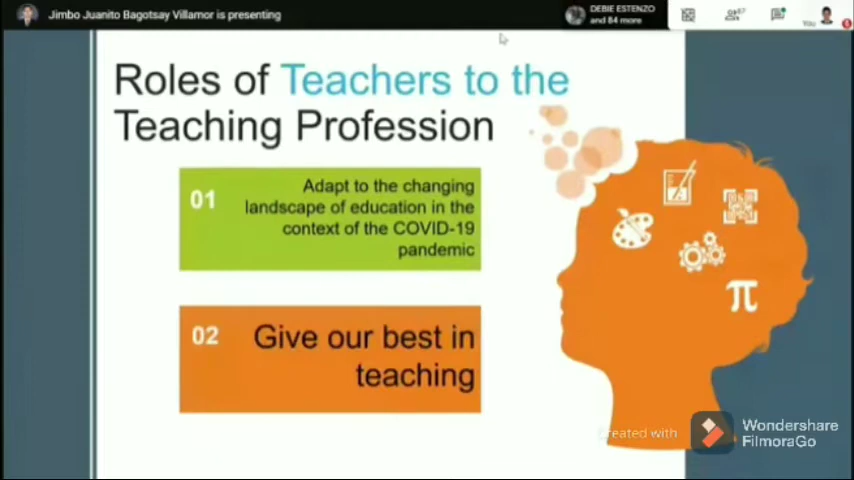 Jimbo Juanito Bagotsay Villamor is presenting
DEBIE ESTENZO
and 84 more
87
You
Roles of Teachers to the
Teaching Profession
01
Adapt to the changing
landscape of education in the
context of the COVID-19
pandemic
02
Give our best in
teaching
π
Created with
Wondershare
FilmoraGo